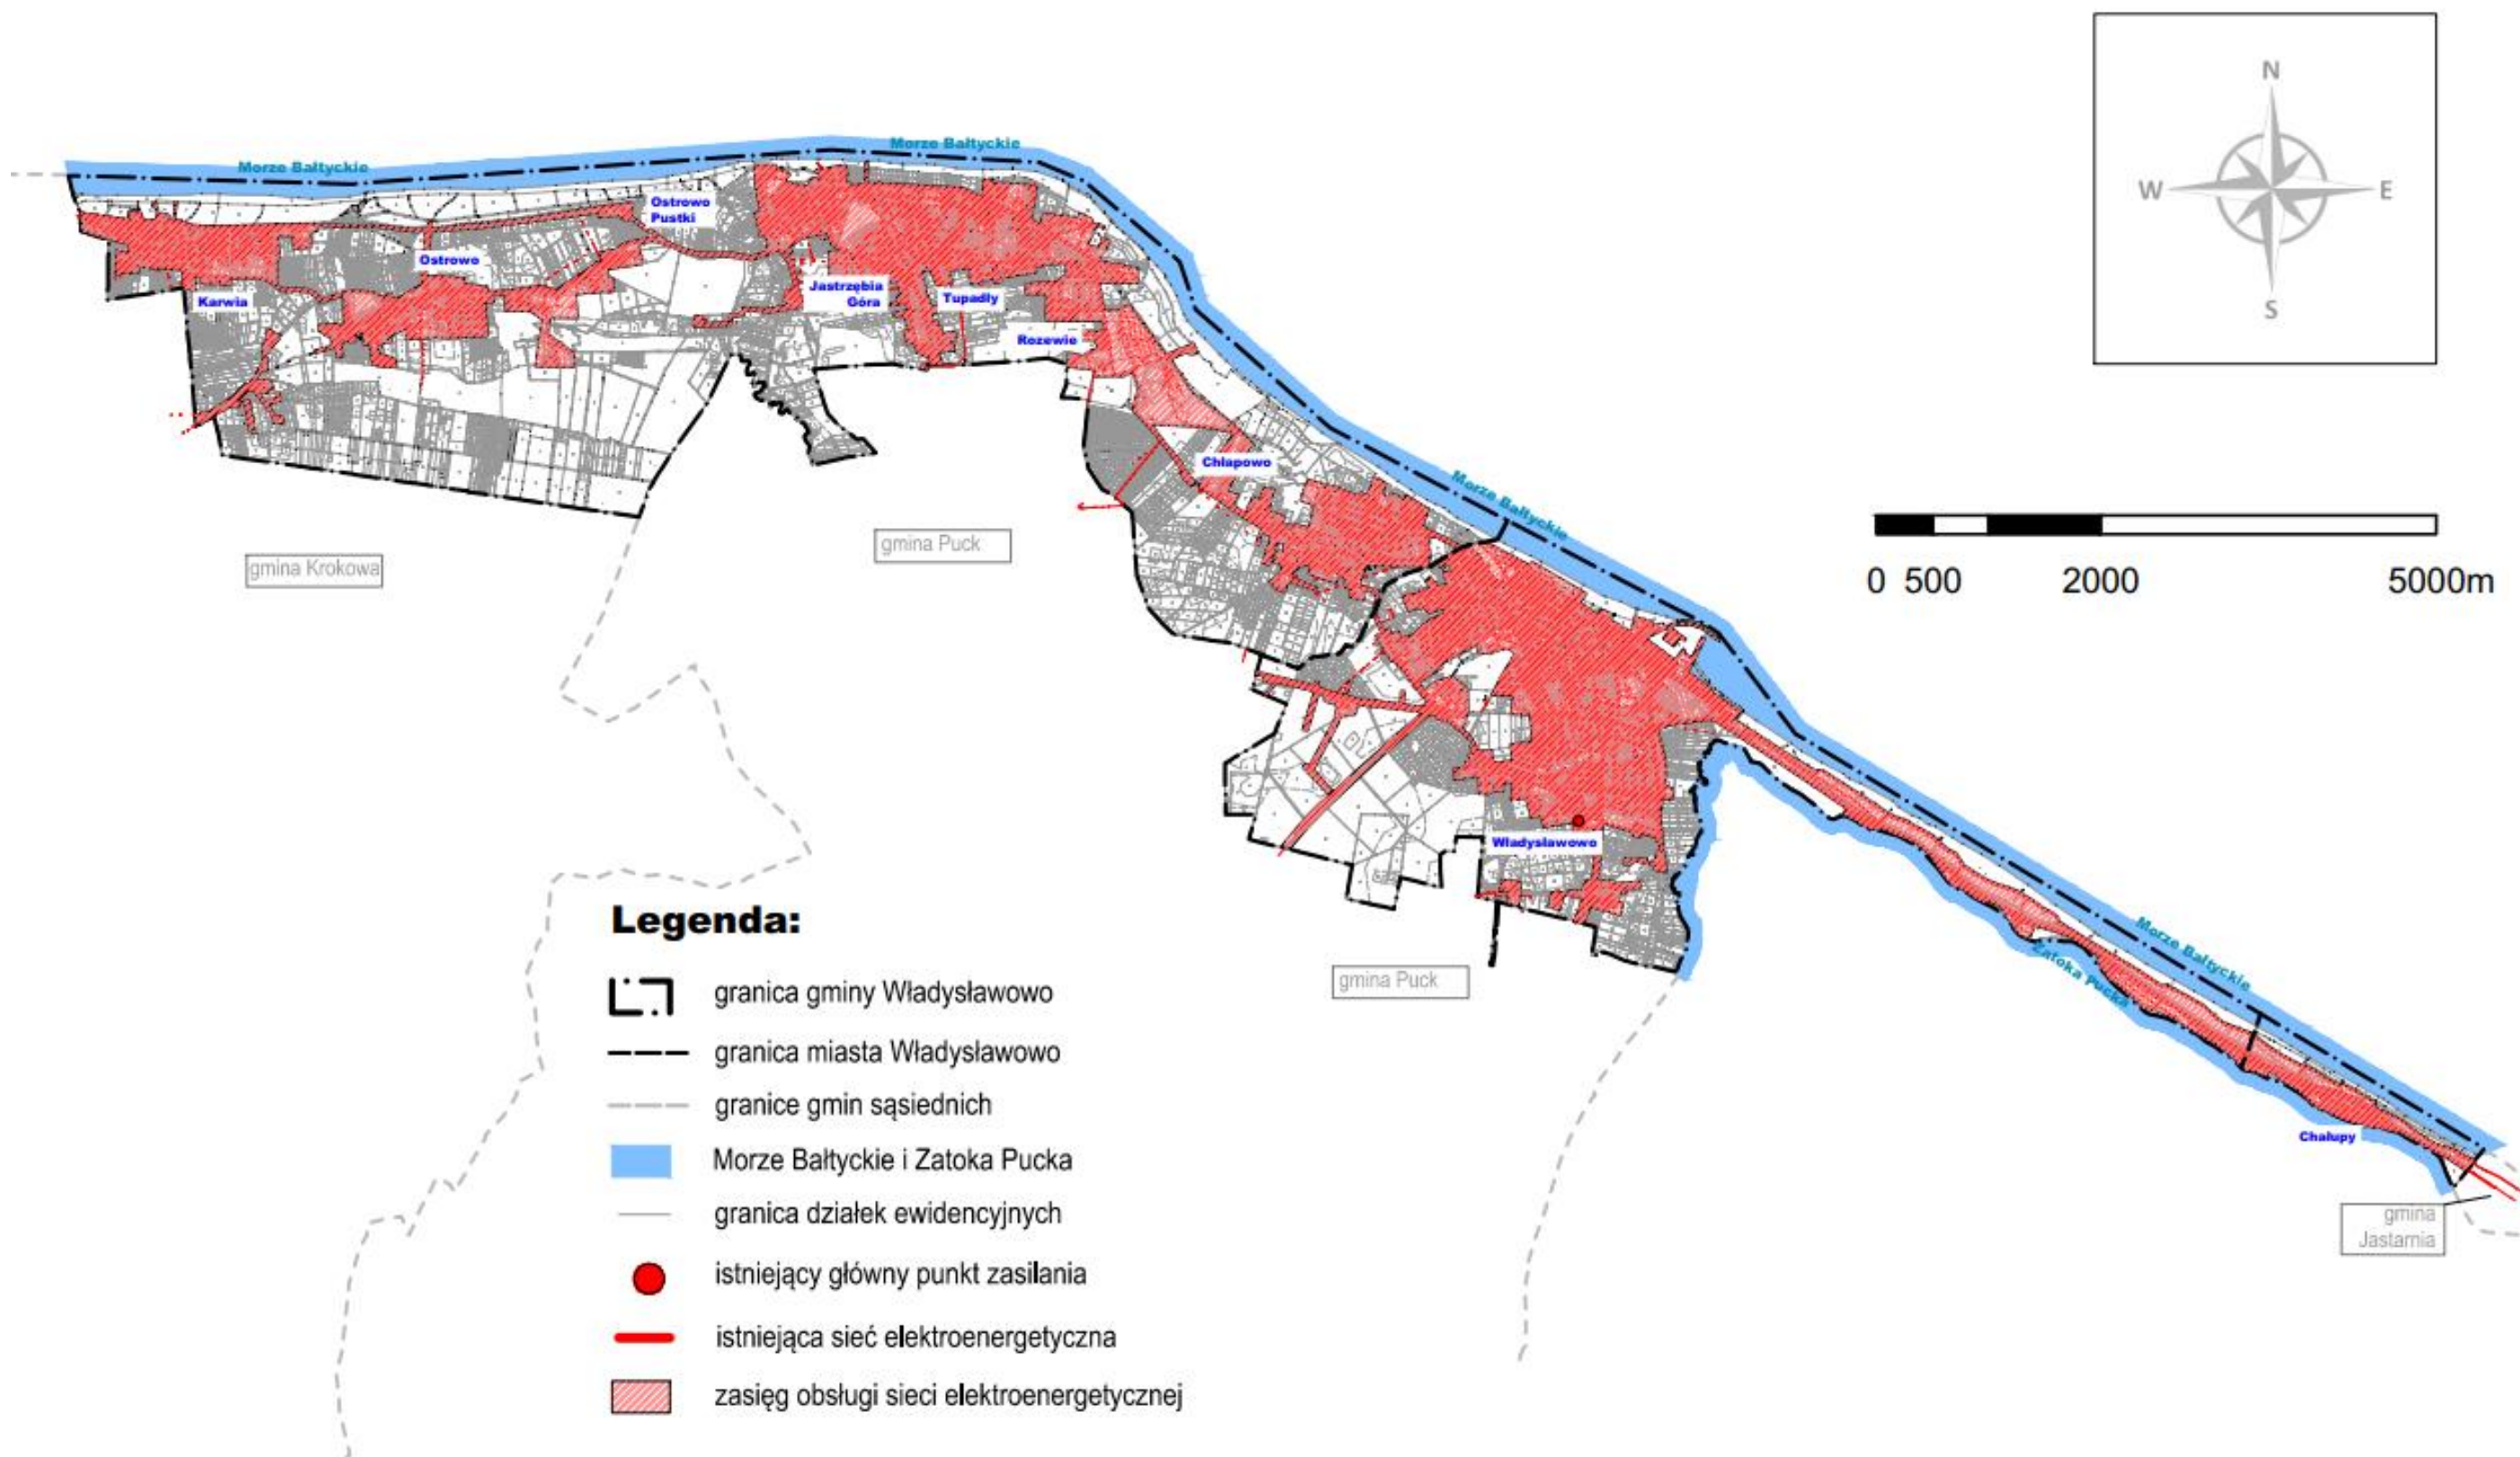 N
W
E
S
Morze Bałtyckie
Morze Bałtyckie
Ostrowo
Pustki
Ostrowo
Karwia
Jastrzębia
Góra
Tupadły
Rozewie
Chłapowo
Morze Bałtyckie
gmina Krokowa
gmina Puck
0 500 2000 5000m
Władysławowo
gmina Puck
Morze Bałtyckie
Zatoka Pucka
Chałupy
gmina
Jastarnia
Legenda:
granica gminy Władysławowo
granica miasta Władysławowo
granice gmin sąsiednich
Morze Bałtyckie i Zatoka Pucka
granica działek ewidencyjnych
istniejący główny punkt zasilania
istniejąca sieć elektroenergetyczna
zasięg obsługi sieci elektroenergetycznej